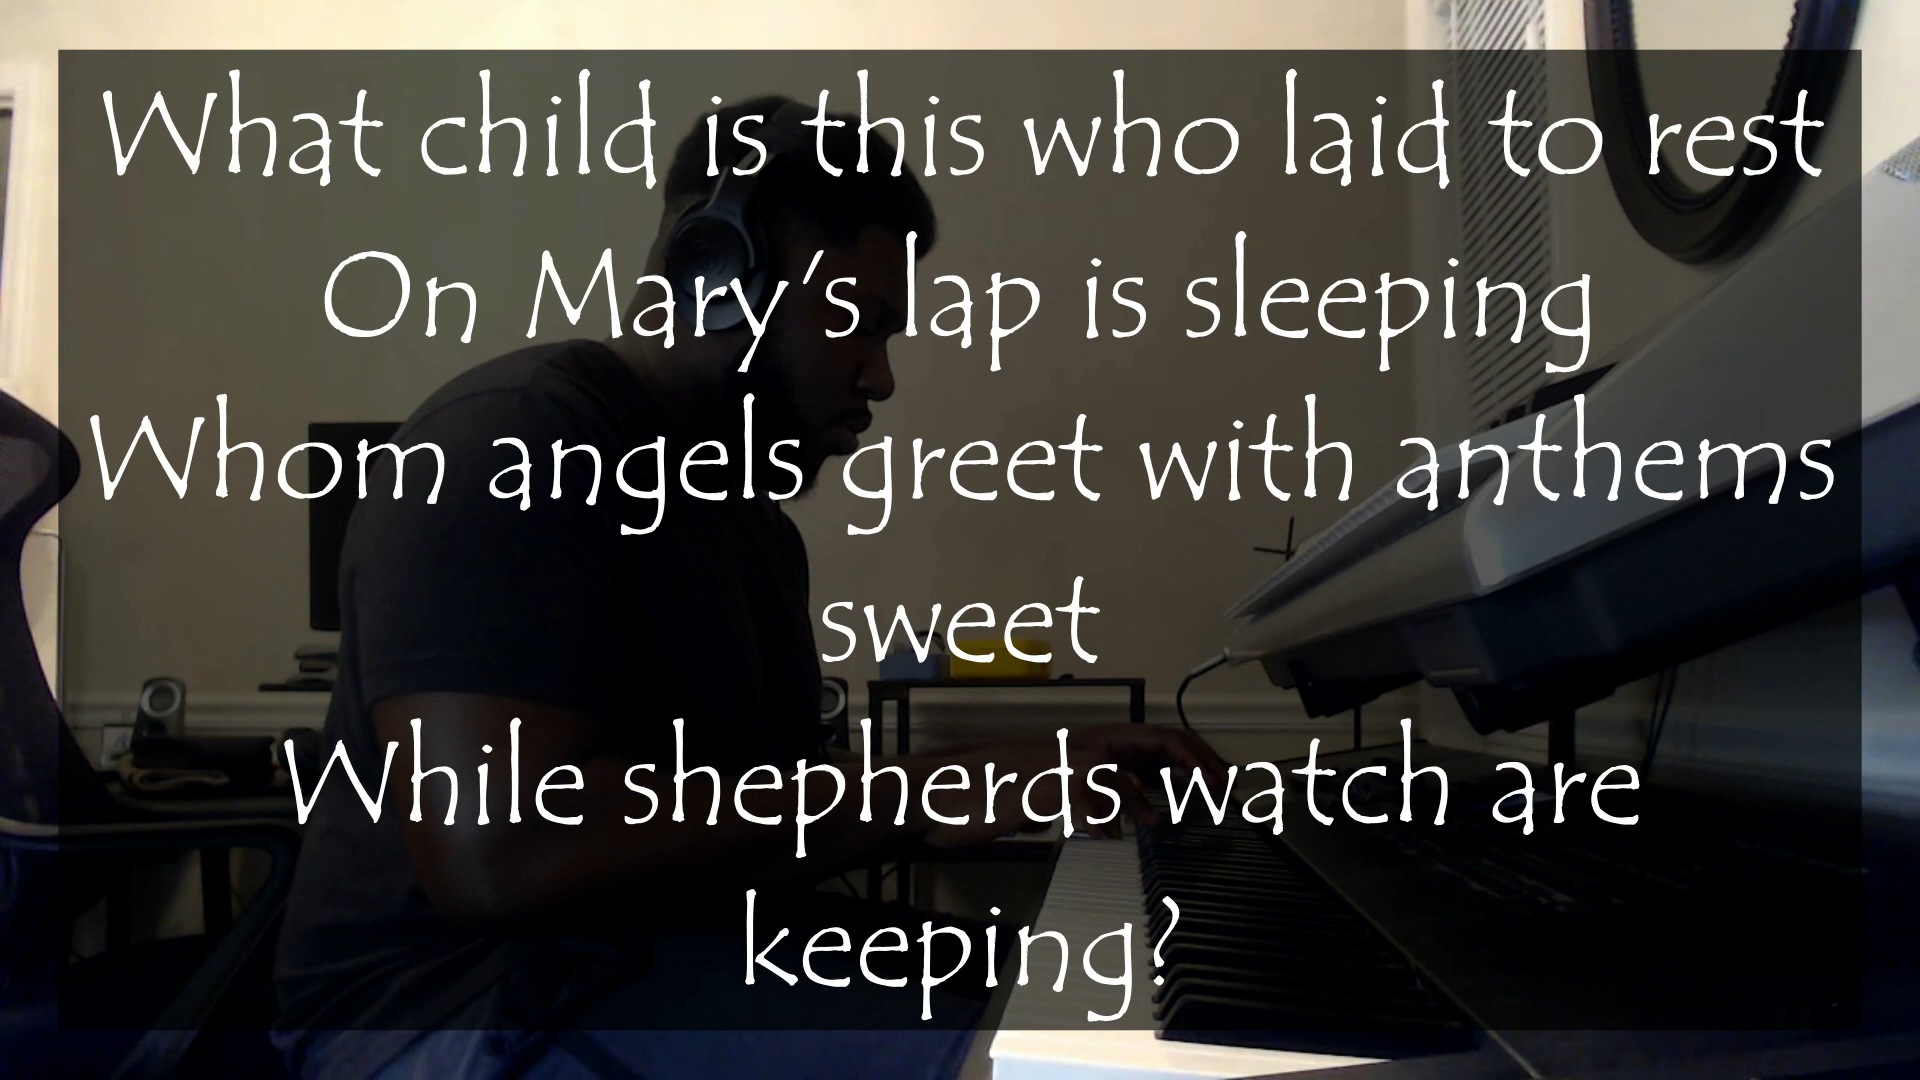 What child is this who laid to rest
On Mary's lap is sleeping
Whom angels greet with anthems
sweet
While shepherds watch are
keeping?